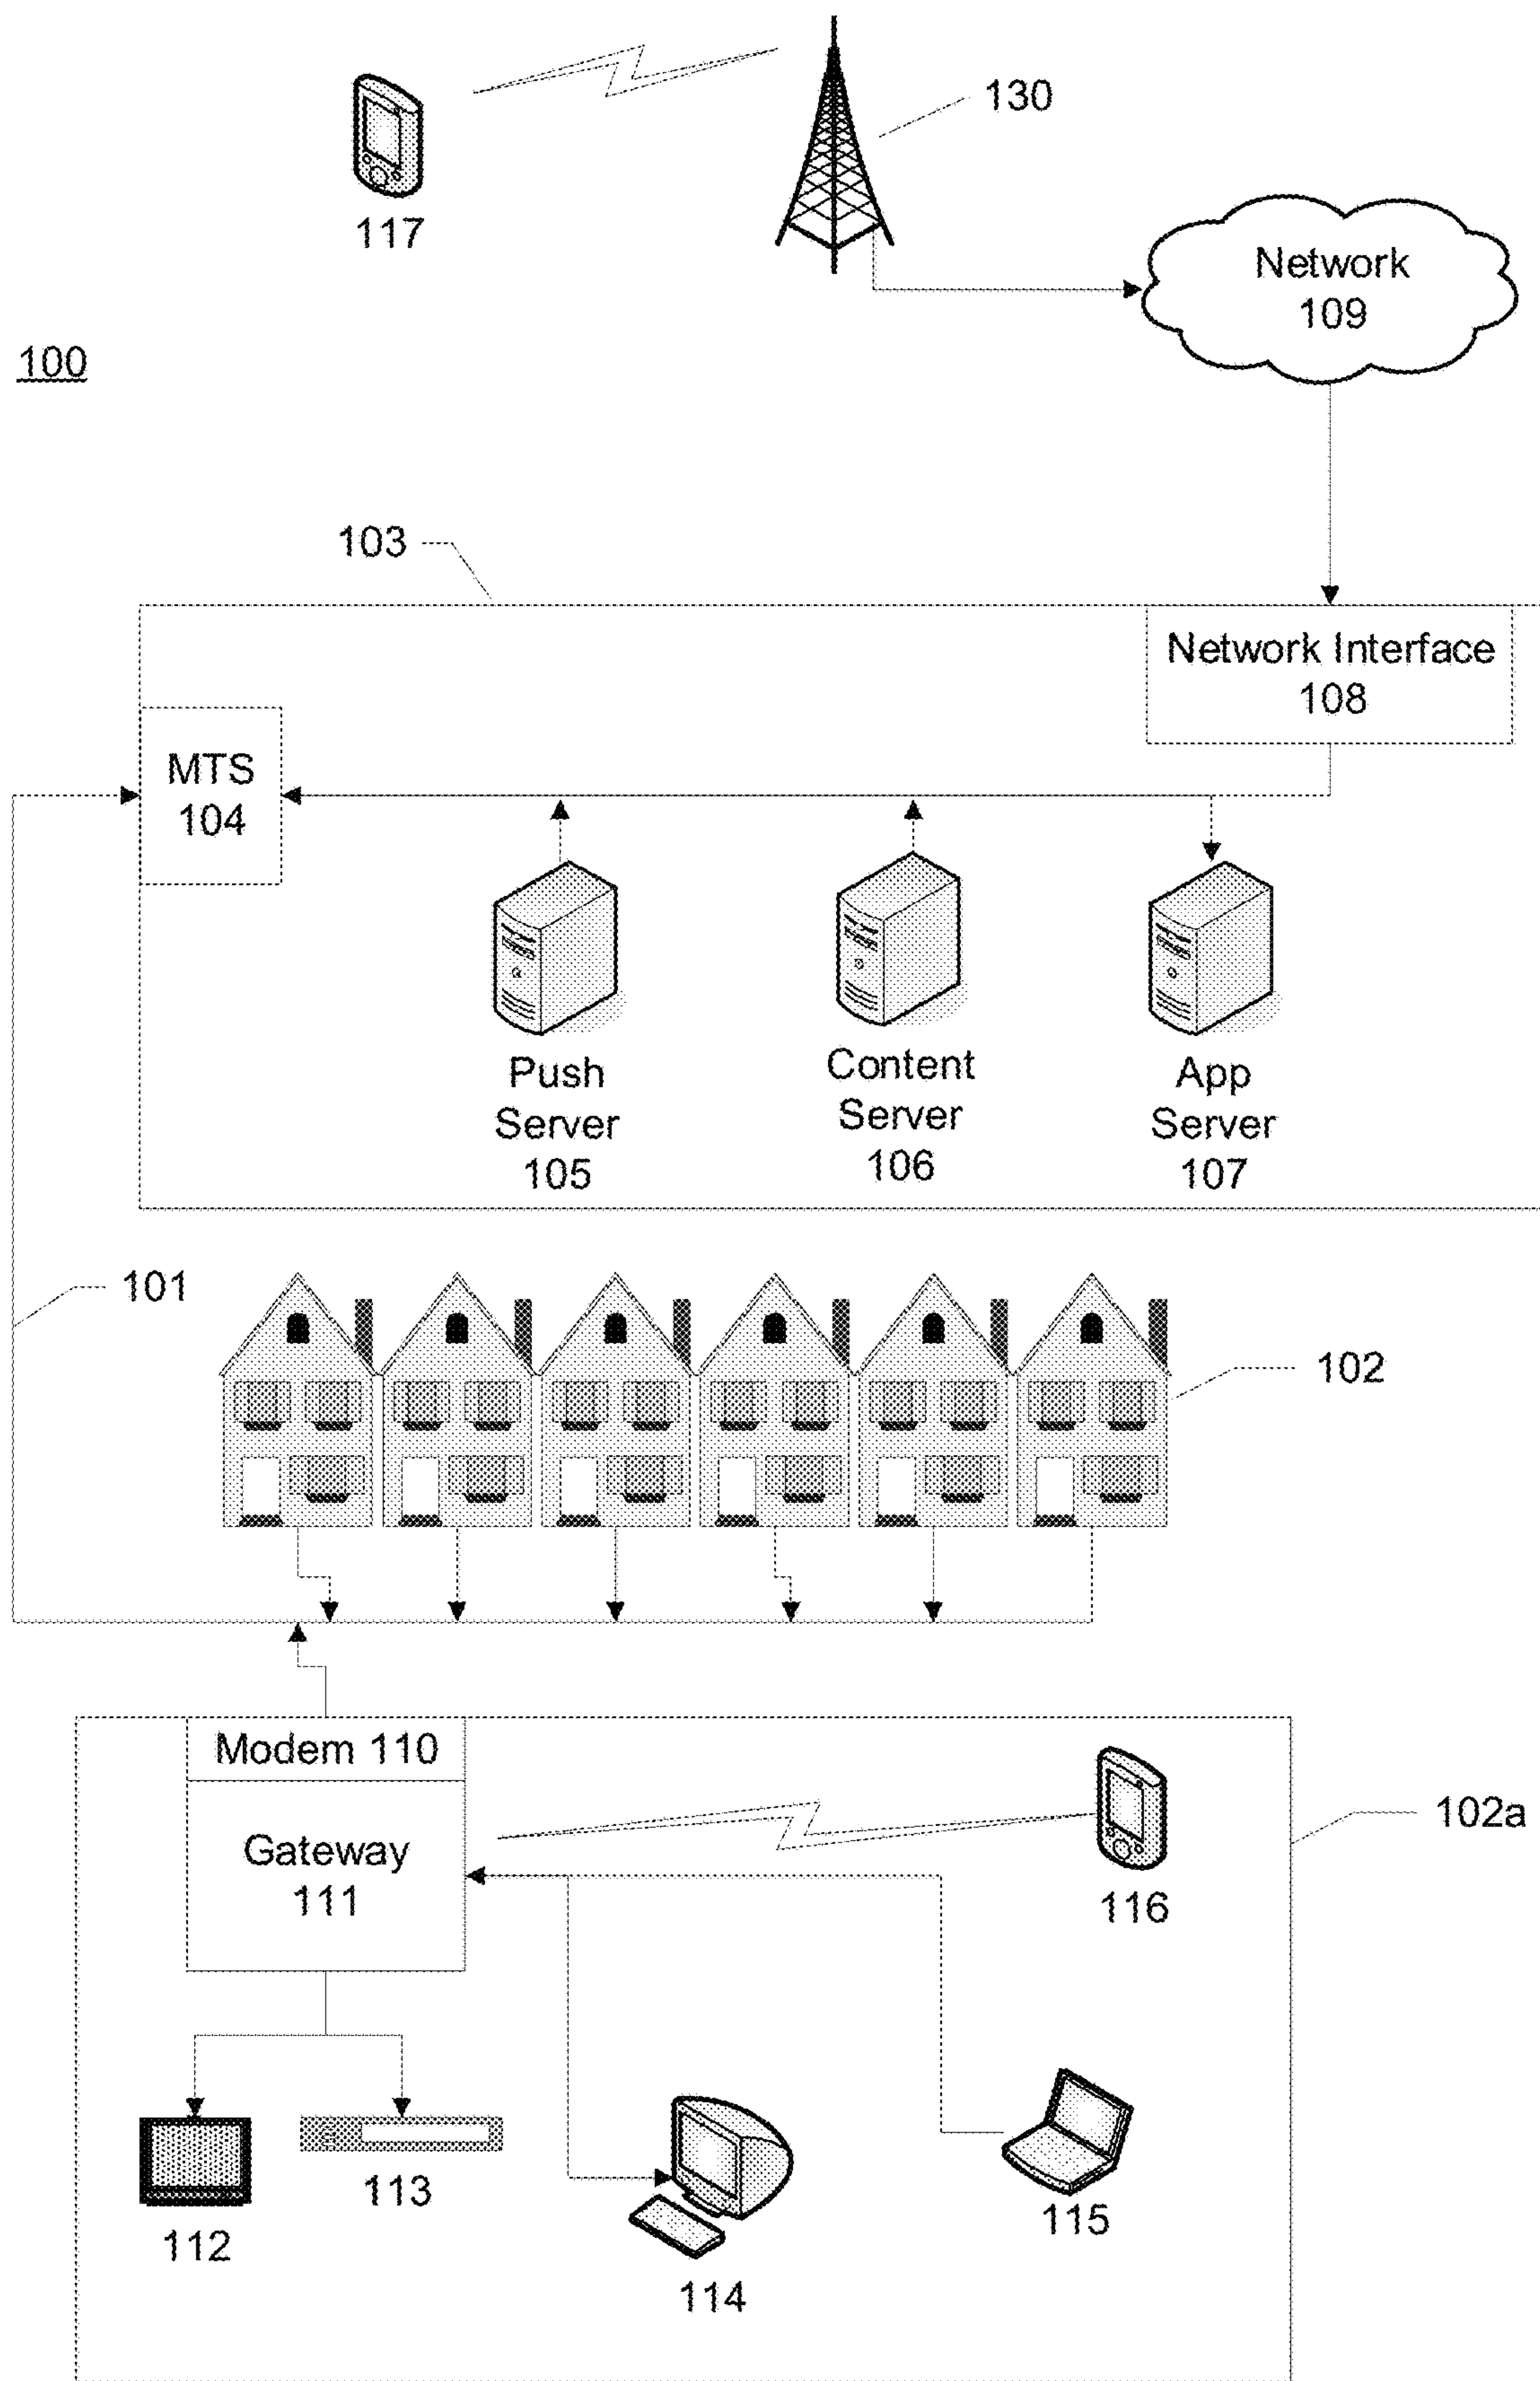 130
117
Network
109
100
103
Network Interface
108
MTS
104
Push
Server
105
Content
Server
106
App
Server
107
101
102
Modem 110
Gateway
111
116
102a
112
113
114
115